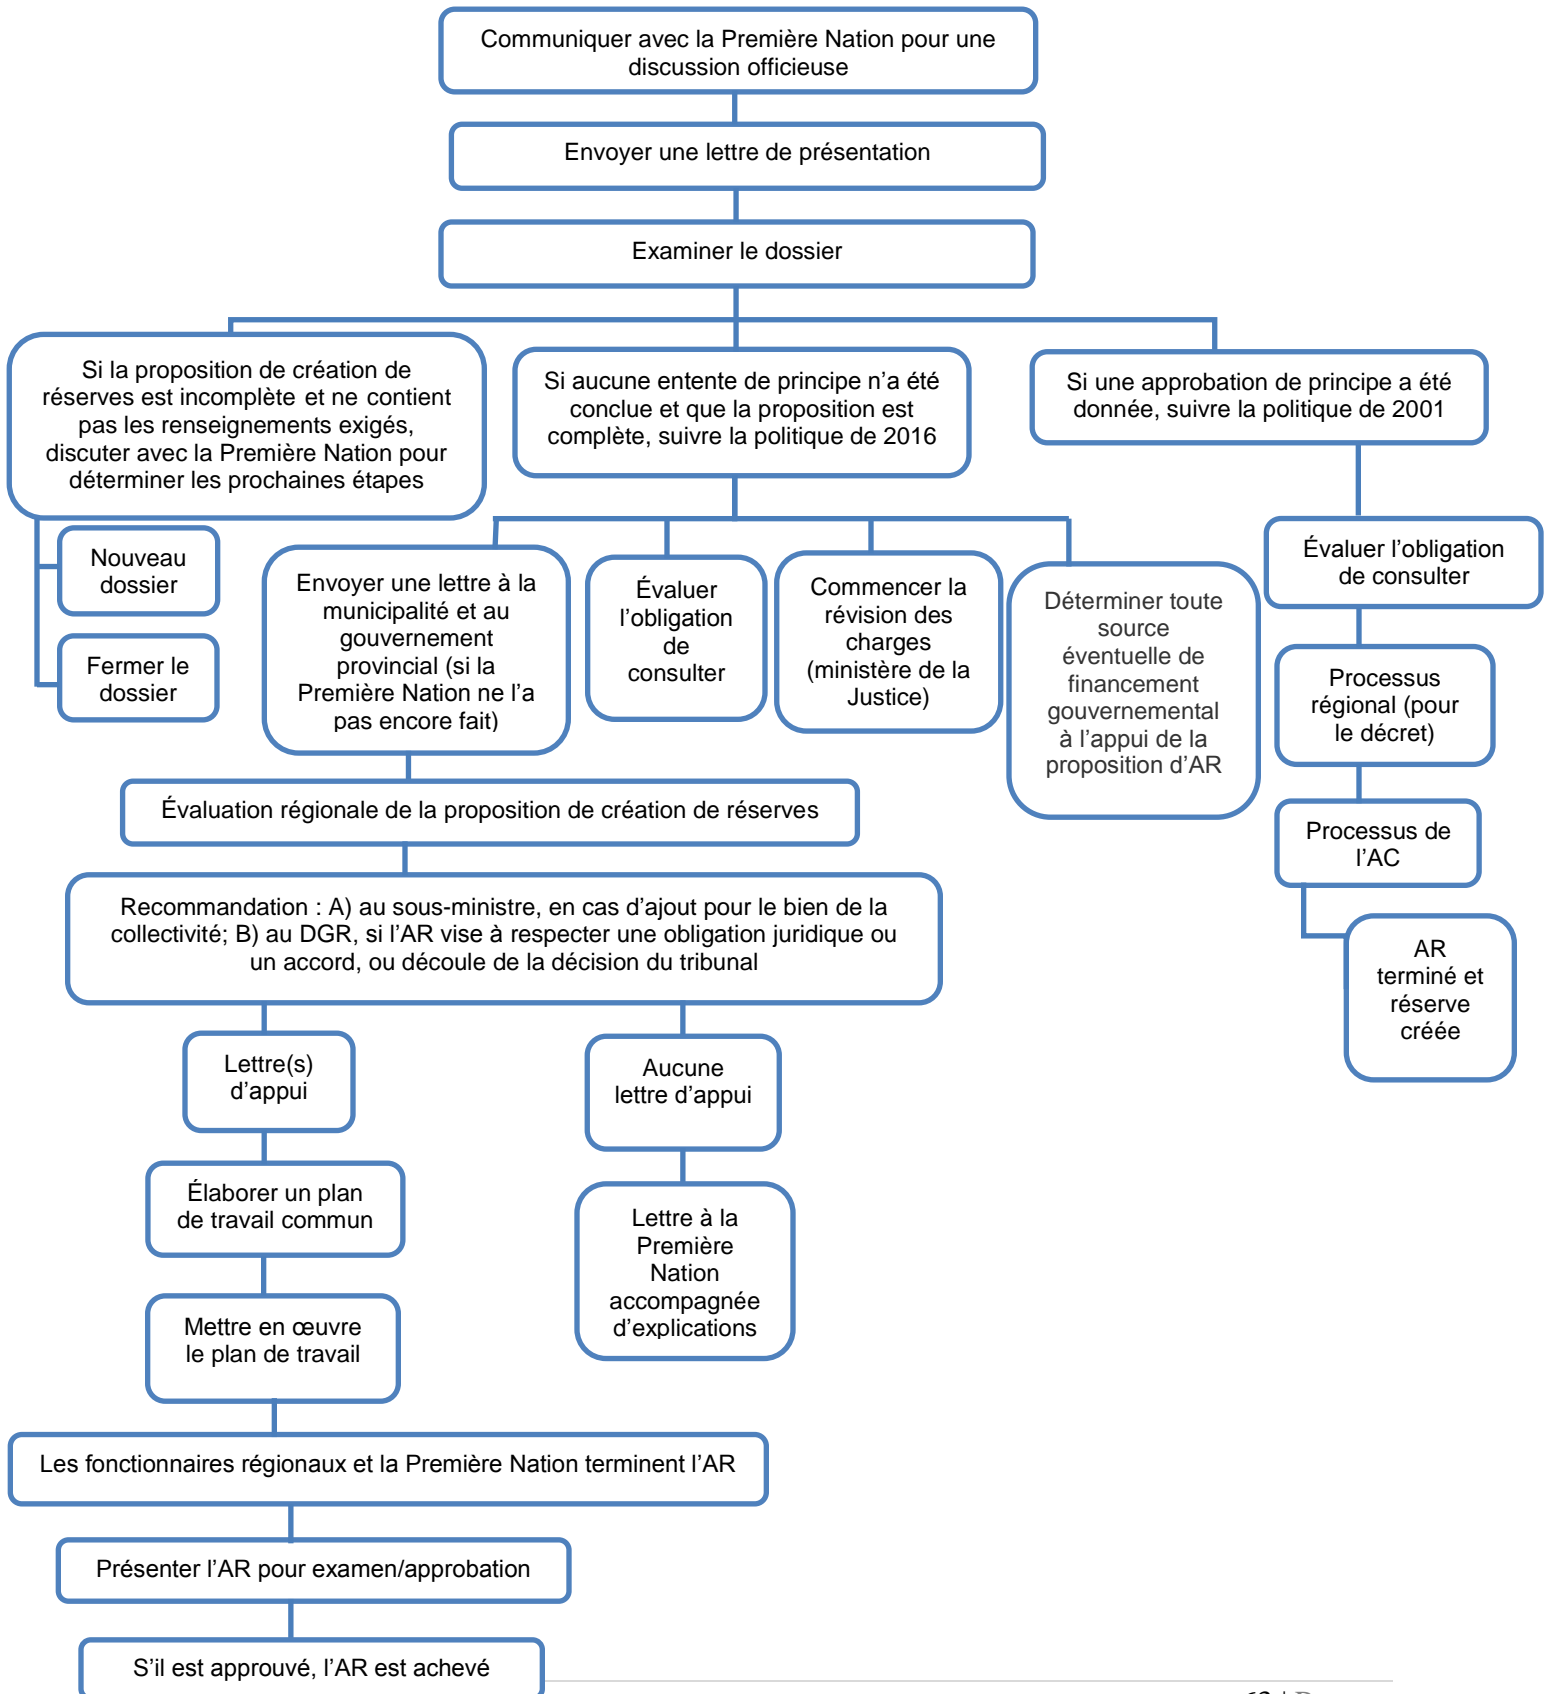 Communiquer avec la Première Nation pour une
discussion officieuse
Envoyer une lettre de présentation
Examiner le dossier
Si la proposition de création de
réserves est incomplète et ne contient
pas les renseignements exigés,
discuter avec la Première Nation pour
déterminer les prochaines étapes
Nouveau
dossier
Fermer le
dossier
Si aucune entente de principe n’a été
conclue et que la proposition est
complète, suivre la politique de 2016
Envoyer une lettre à la
municipalité et au
gouvernement
provincial (si la
Première Nation ne l’a
pas encore fait)
Évaluer
l’obligation
de
consulter
Commencer la
révision des
charges
(ministère de la
Justice)
Déterminer toute
source
éventuelle de
financement
gouvernemental
à l’appui de la
proposition d’AR
Si une approbation de principe a été
donnée, suivre la politique de 2001
Évaluer l’obligation
de consulter
Processus
régional (pour
le décret)
Processus de
l’AC
AR
terminé et
réserve
créée
Évaluation régionale de la proposition de création de réserves
Recommandation : A) au sous-ministre, en cas d’ajout pour le bien de la
collectivité; B) au DGR, si l’AR vise à respecter une obligation juridique ou
un accord, ou découle de la décision du tribunal
Lettre(s)
d’appui
Élaborer un plan
de travail commun
Mettre en œuvre
le plan de travail
Aucune
lettre d’appui
Lettre à la
Première
Nation
accompagnée
d’explications
Les fonctionnaires régionaux et la Première Nation terminent l’AR
Présenter l’AR pour examen/approbation
S’il est approuvé, l’AR est achevé